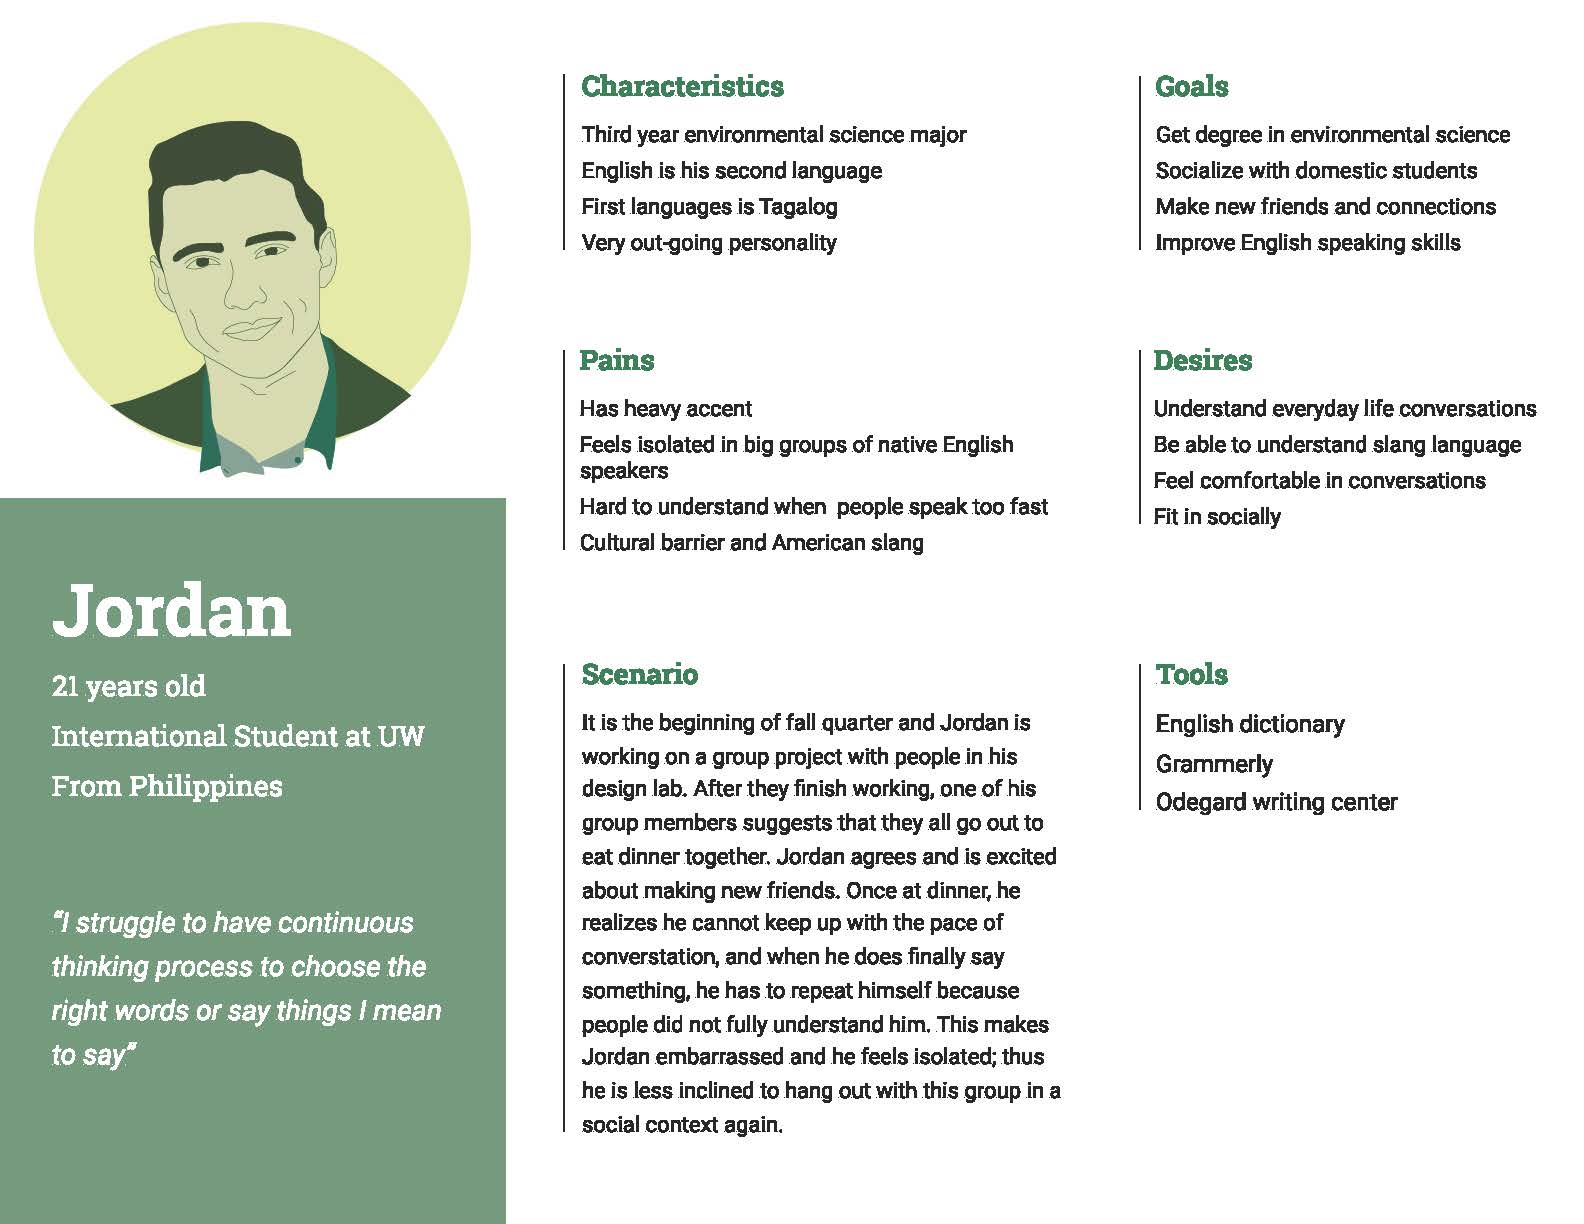 Jordan
21 years old
International Student at UW
From Philippines
“I struggle to have continuous
thinking process to choose the
right words or say things I mean
to say”
Characteristics
Third year environmental science major
English is his second language
First languages is Tagalog
Very out-going personality
Goals
Get degree in environmental science
Socialize with domestic students
Make new friends and connections
Improve English speaking skills
Pains
Has heavy accent
Feels isolated in big groups of native English
speakers
Hard to understand when  people speak too fast
Cultural barrier and American slang
Desires
Understand everyday life conversations
Be able to understand slang language
Feel comfortable in conversations
Fit in socially
Scenario
It is the beginning of fall quarter and Jordan is
working on a group project with people in his
design lab. After they finish working, one of his
group members suggests that they all go out to
eat dinner together. Jordan agrees and is excited
about making new friends. Once at dinner, he
realizes he cannot keep up with the pace of
converstation, and when he does finally say
something, he has to repeat himself because
people did not fully understand him. This makes
Jordan embarrassed and he feels isolated; thus
he is less inclined to hang out with this group in a
social context again.
Tools
English dictionary
Grammerly
Odegard writing center